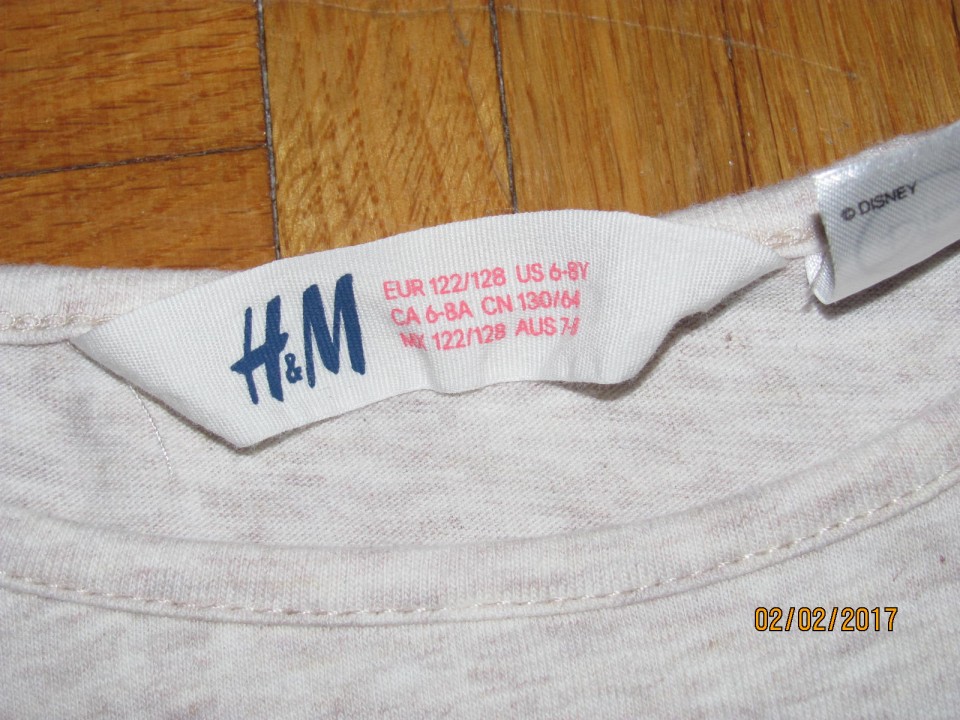 H&M
EUR 122/128 US 6-8Y
CA 6-8A CN 130/64
MX 122/128 AUS
© DISNEY
02/02/2017